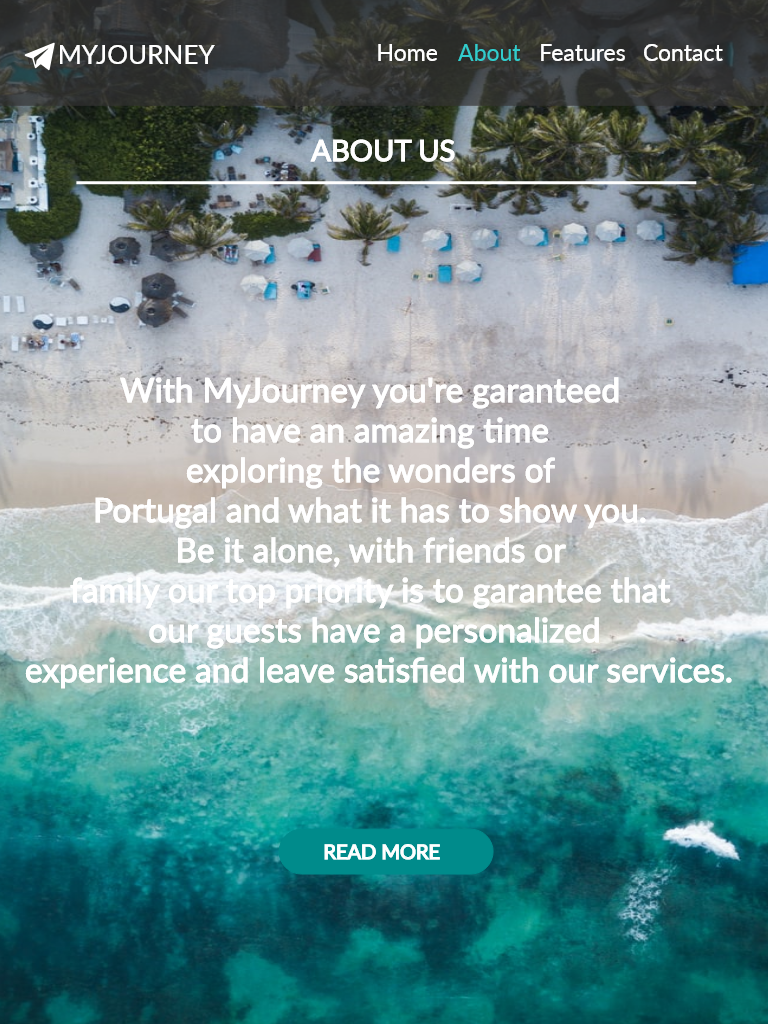 MYJOURNEY Home About Features Contact
ABOUT US
With MyJourney you're garanteed
to have an amazing time
exploring the wonders of
Portugal and what it has to show you.
Be it alone, with friends or
family our top priority is to garantee that
our guests have a personalized
experience and leave satisfied with our services.
READ MORE